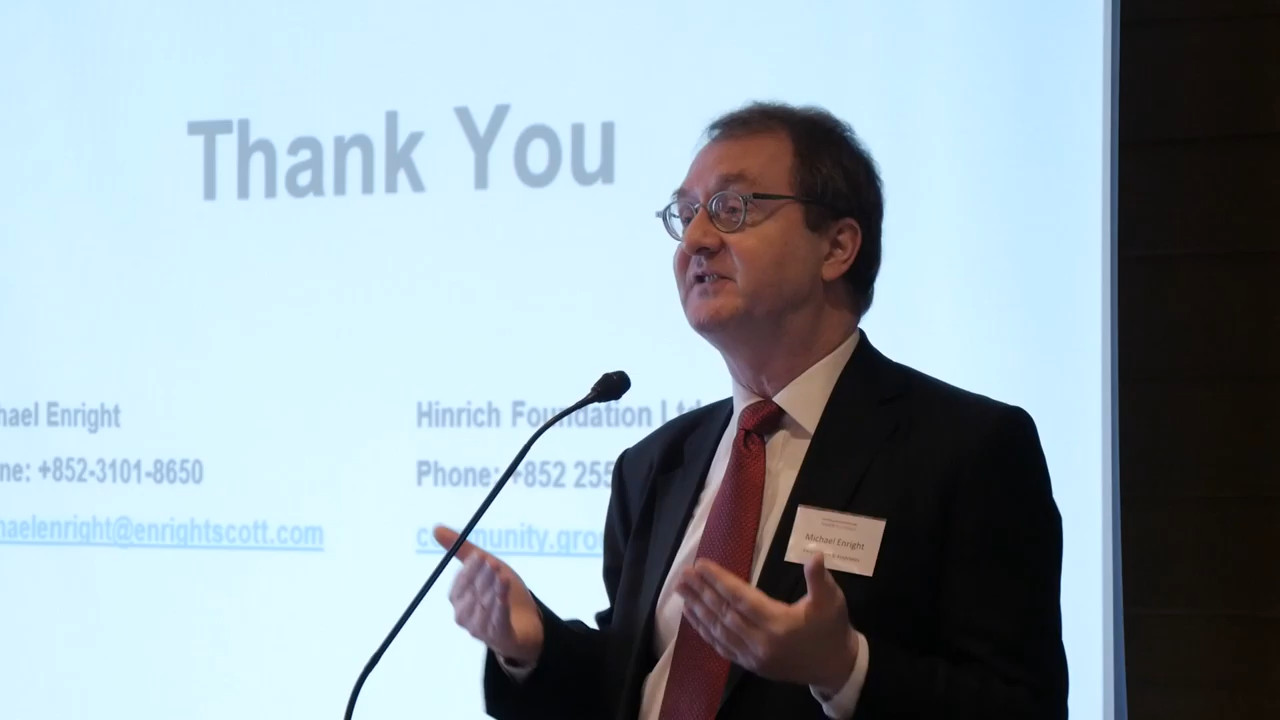 Thank You
hael Enright
Hinrich Foundation Ltd
ne: +852-3101-8650
Phone: +852 255
haelenright@enrightscott.com
community.gro
Michael Enright